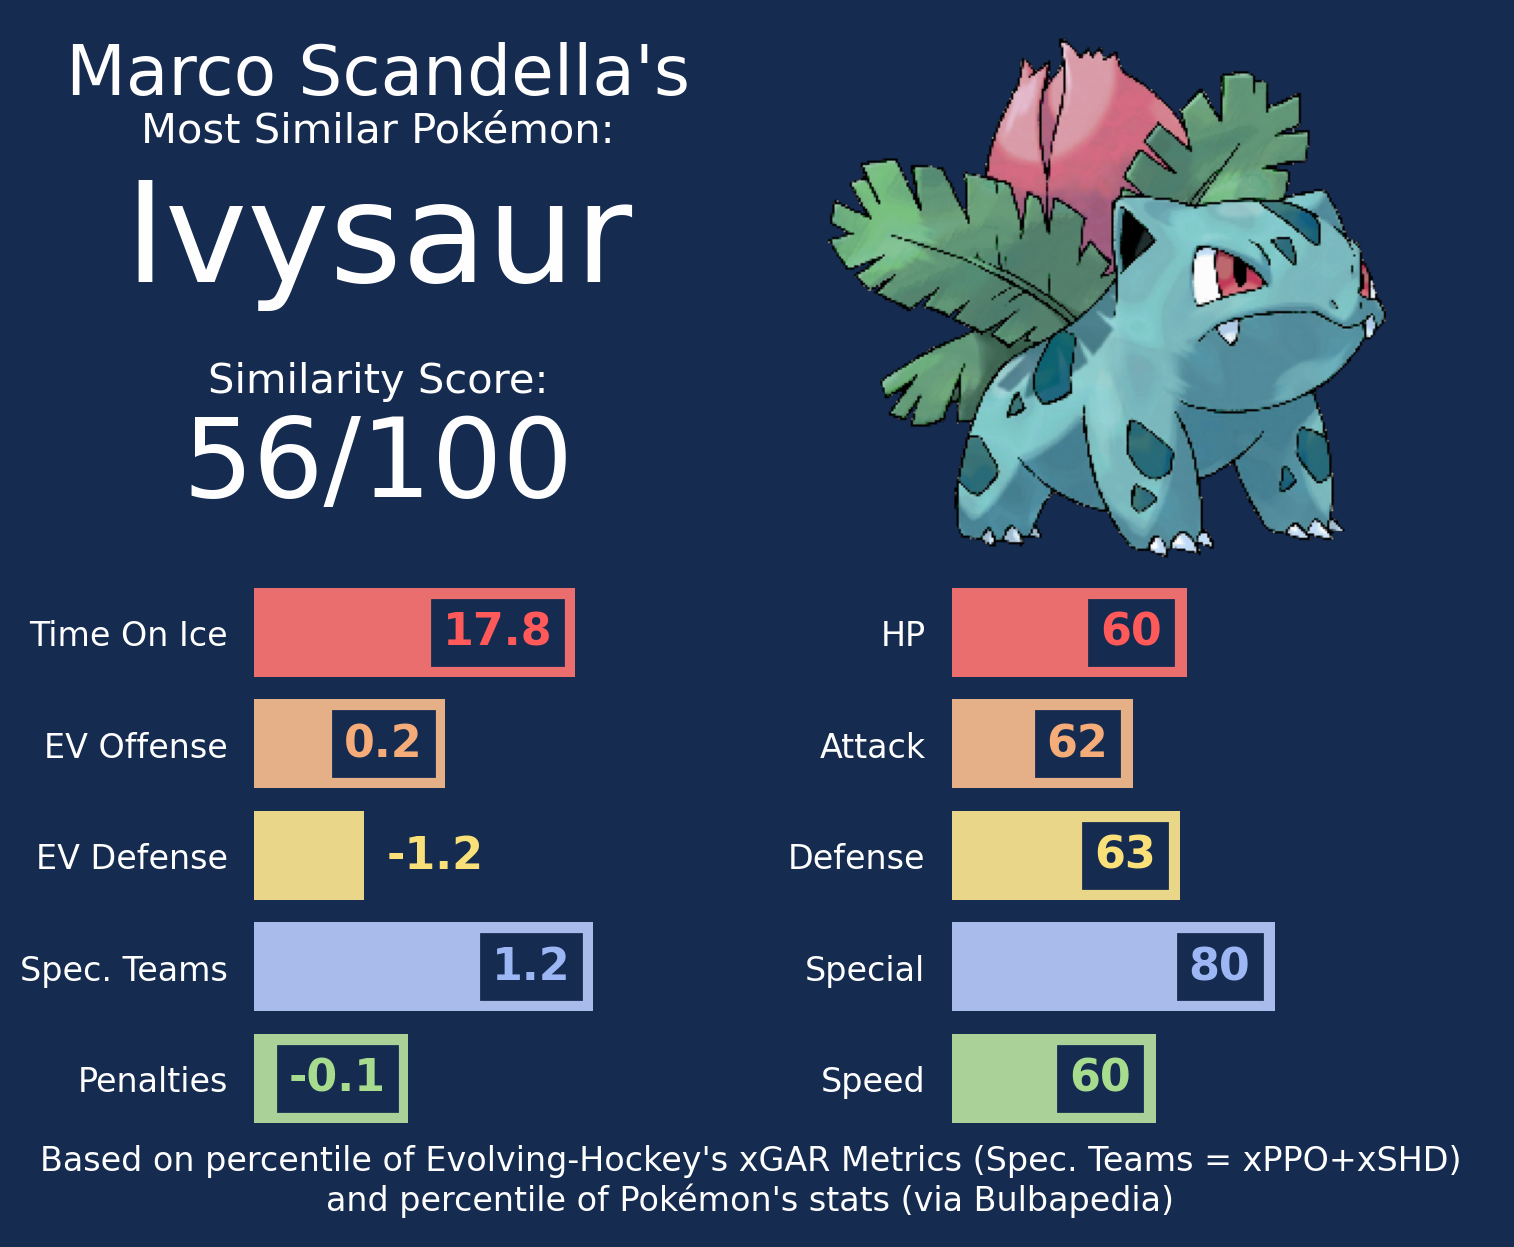 Marco Scandella's
Most Similar Pokémon:
Ivysaur
Similarity Score:
56/100
Time On Ice 17.8
EV Offense 0.2
EV Defense -1.2
Spec. Teams 1.2
Penalties -0.1
HP 60
Attack 62
Defense 63
Special 80
Speed 60
Based on percentile of Evolving-Hockey's xGAR Metrics (Spec. Teams = xPPO+xSHD)
and percentile of Pokémon's stats (via Bulbapedia)